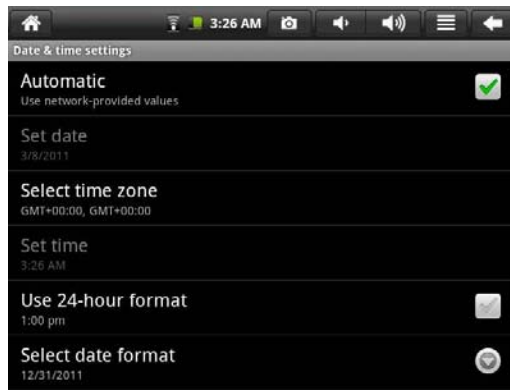 3:26 AM
Date & time settings
Automatic
Use network-provided values
Set date
3/8/2011
Select time zone
GMT+00:00, GMT+00:00
Set time
3:26 AM
Use 24-hour format
1:00 pm
Select date format
12/31/2011